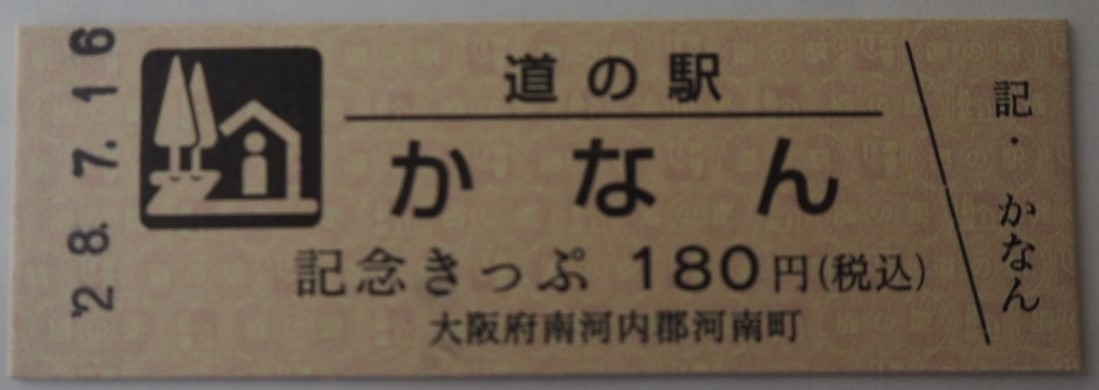 '28.7.16
道の駅
かなん
記念きっぷ 180円(税込)
大阪府南河内郡河南町
記・かなん